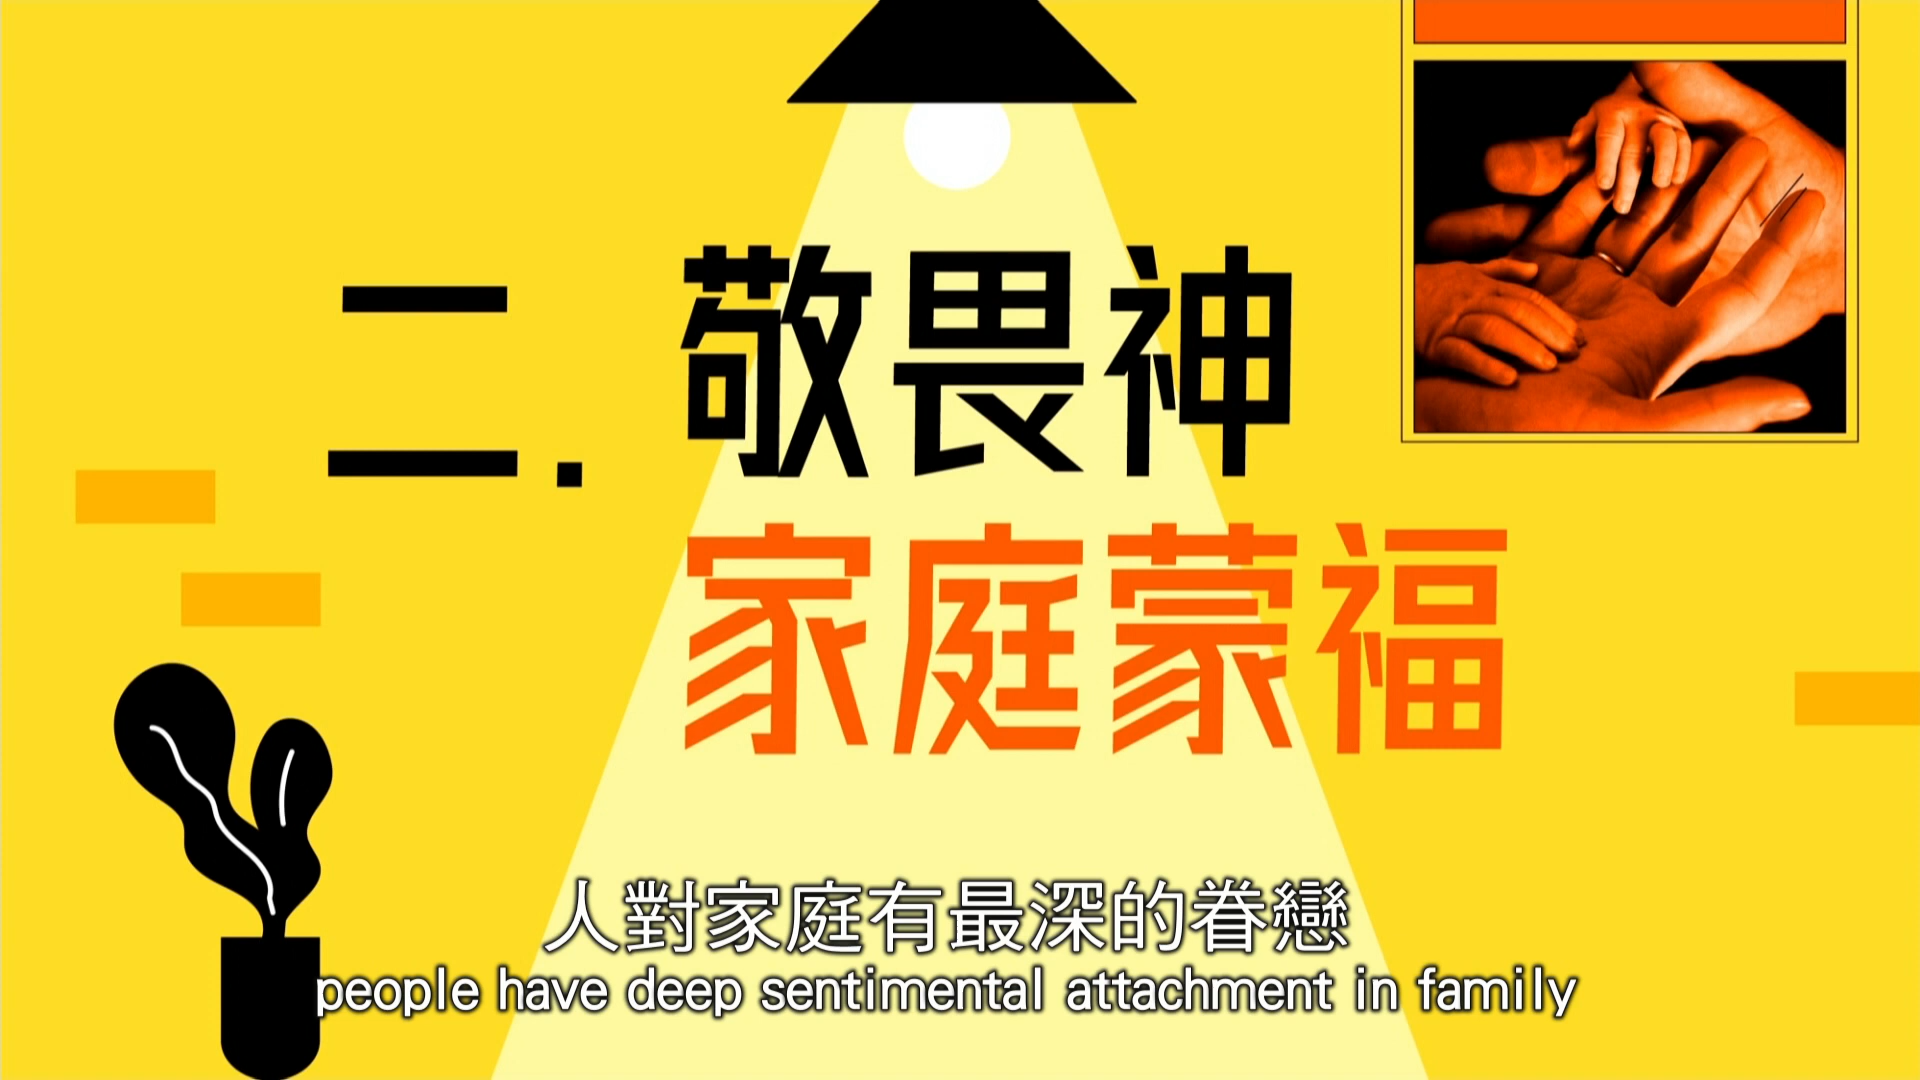 二. 敬畏神
家庭蒙福
人對家庭有最深的眷戀
people have deep sentimental attachment in family